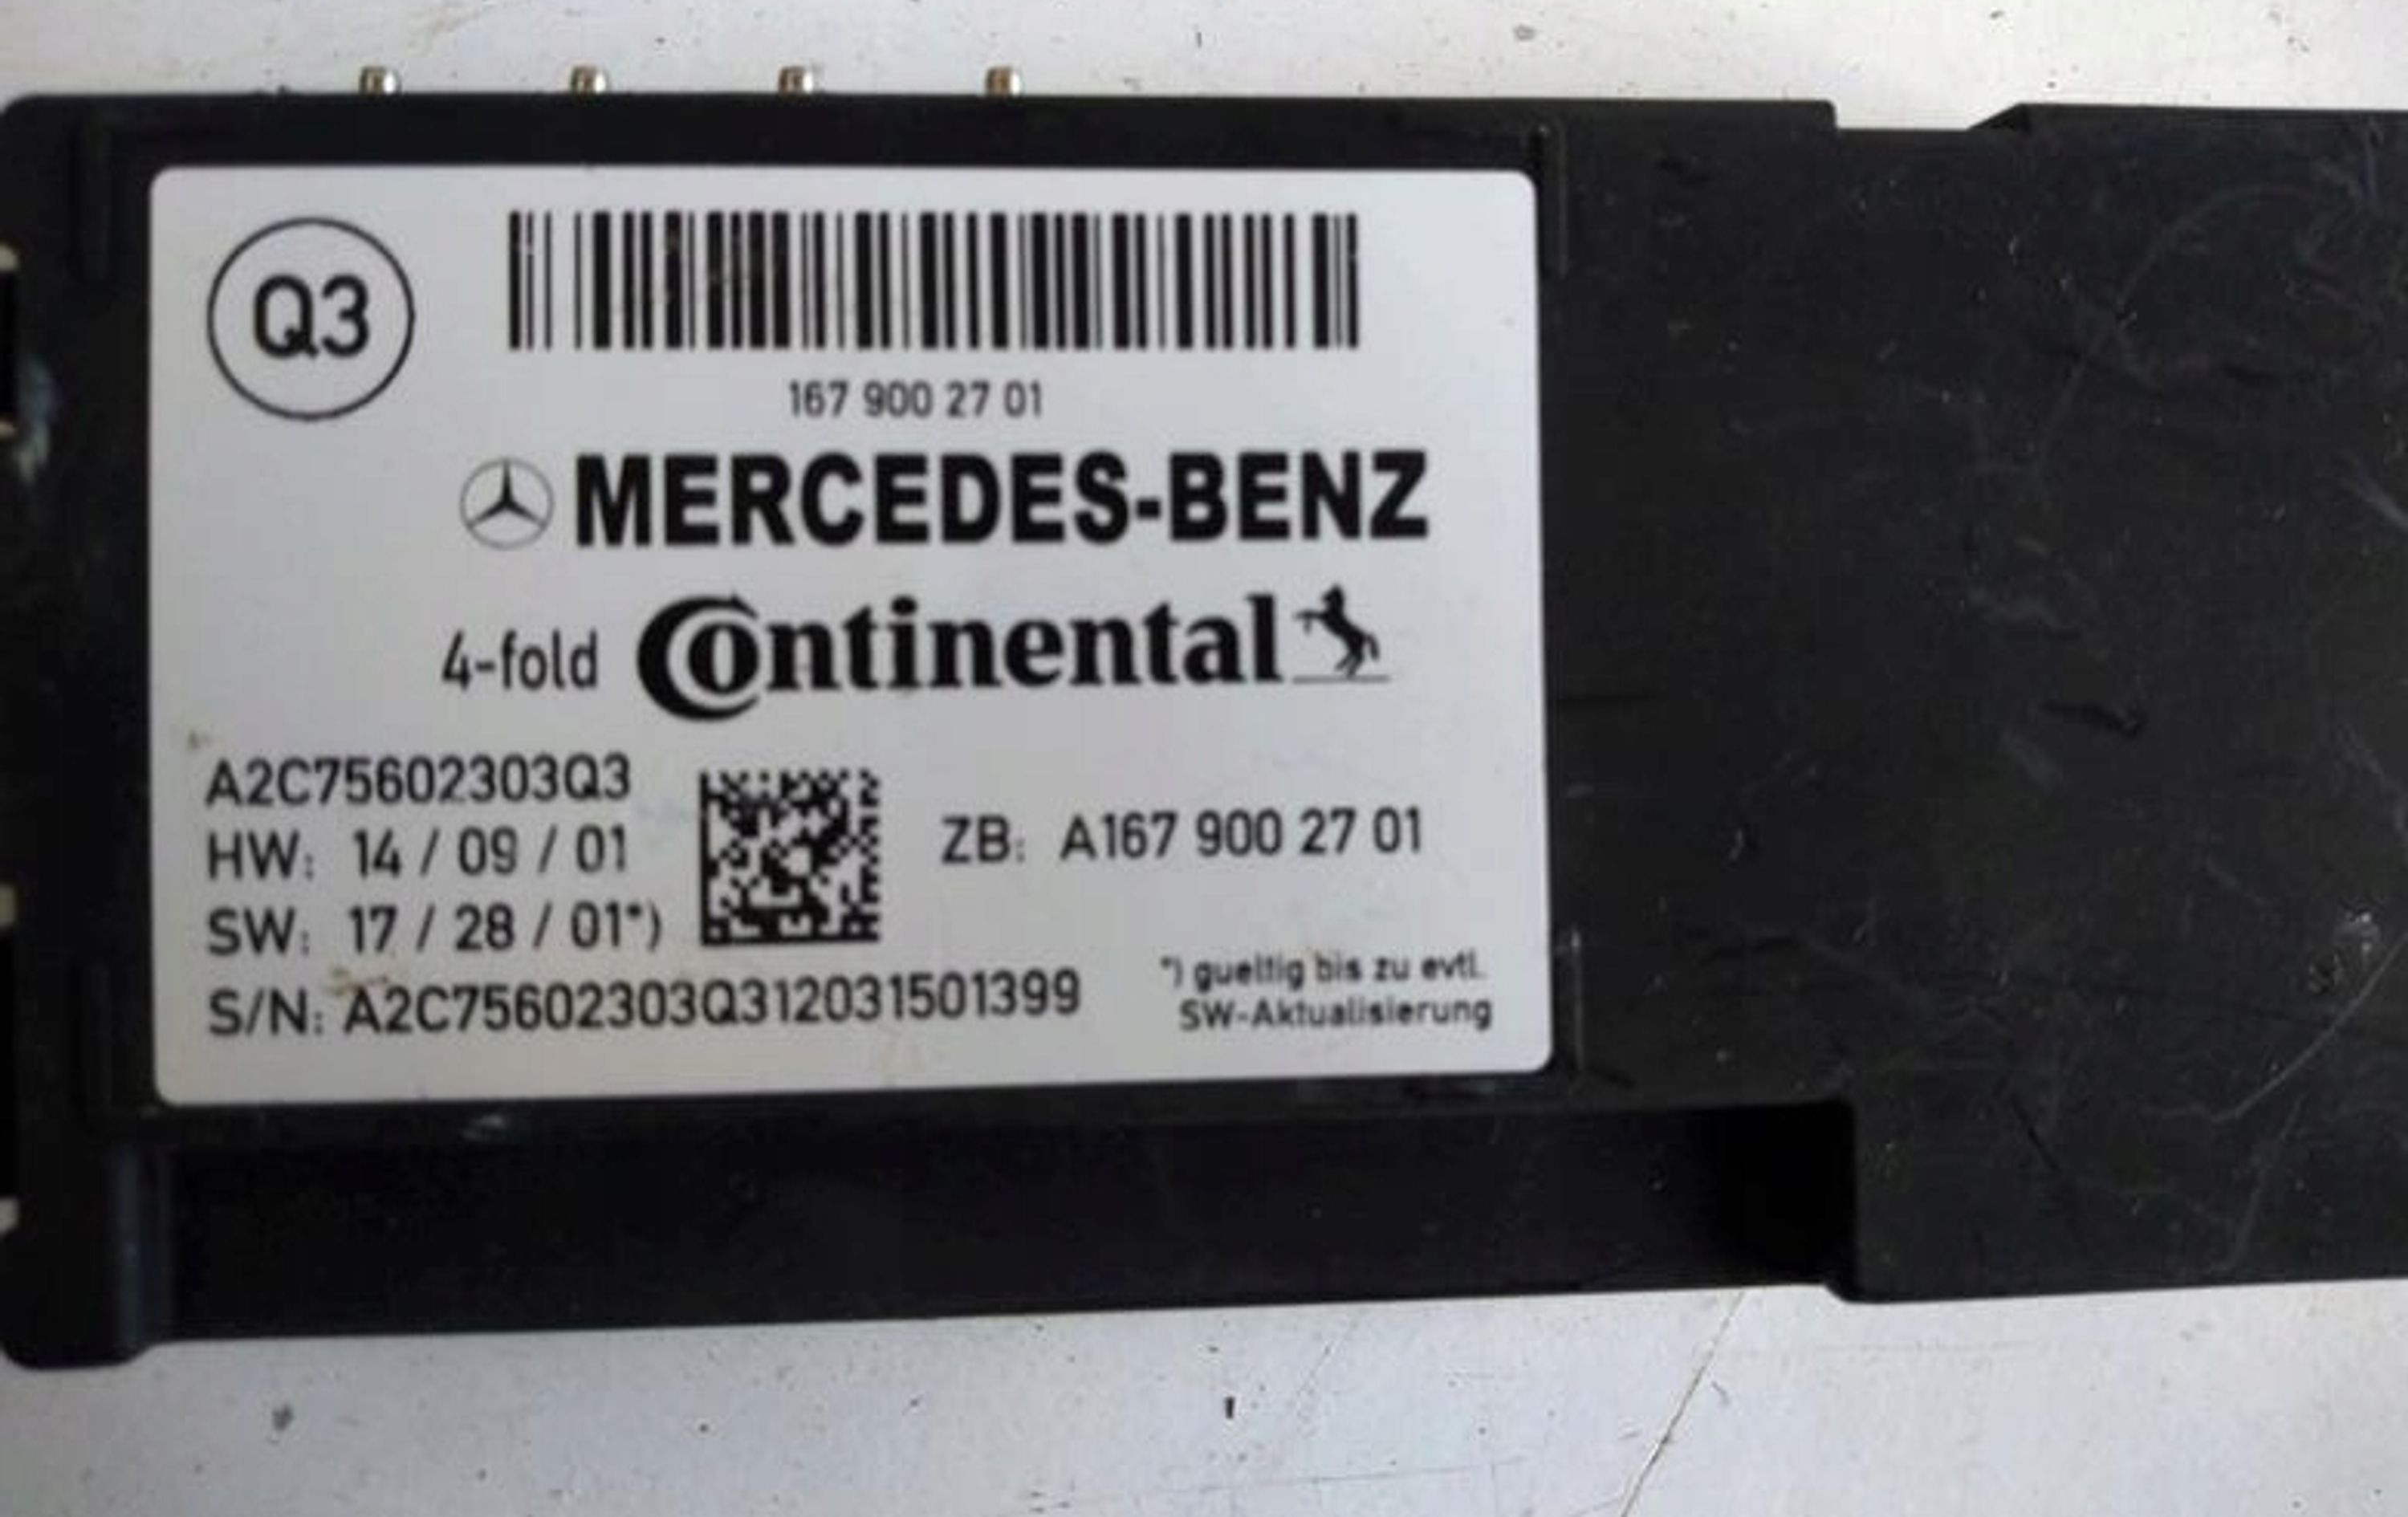 Q3
167 900 27 01
MERCEDES-BENZ
4-fold Continental
A2C75602303Q3
HW: 14 / 09 / 01
ZB: A167 900 27 01
SW: 17 / 28 / 01*)
S/N: A2C75602303Q312031501399
*) gueltig bis zu evtl.
SW-Aktualisierung